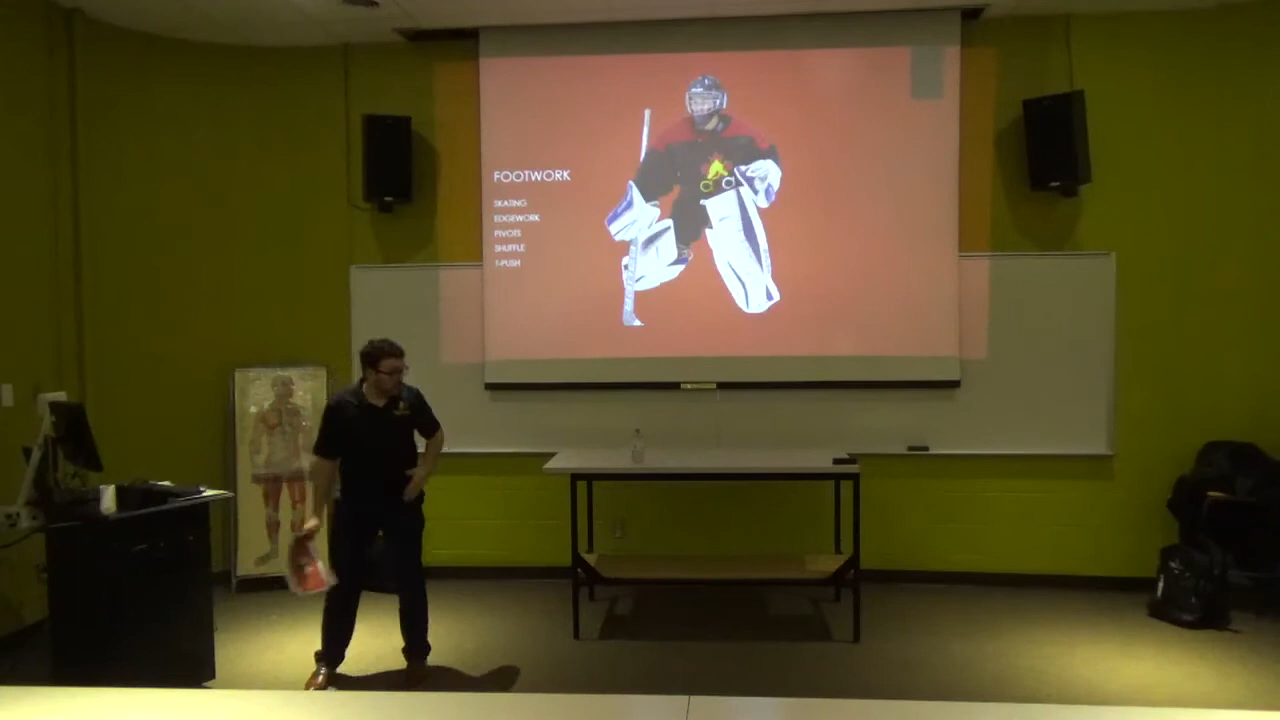 FOOTWORK
SKATING
EDGEWORK
PIVOTS
SHUFFLE
T-PUSH